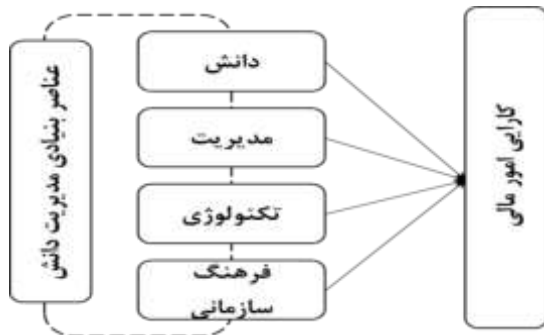 کارایی امور مالی
دانش
مدیریت
تکنولوژی
فرهنگ
سازمانی
عناصر بنیادی مدیریت دانش